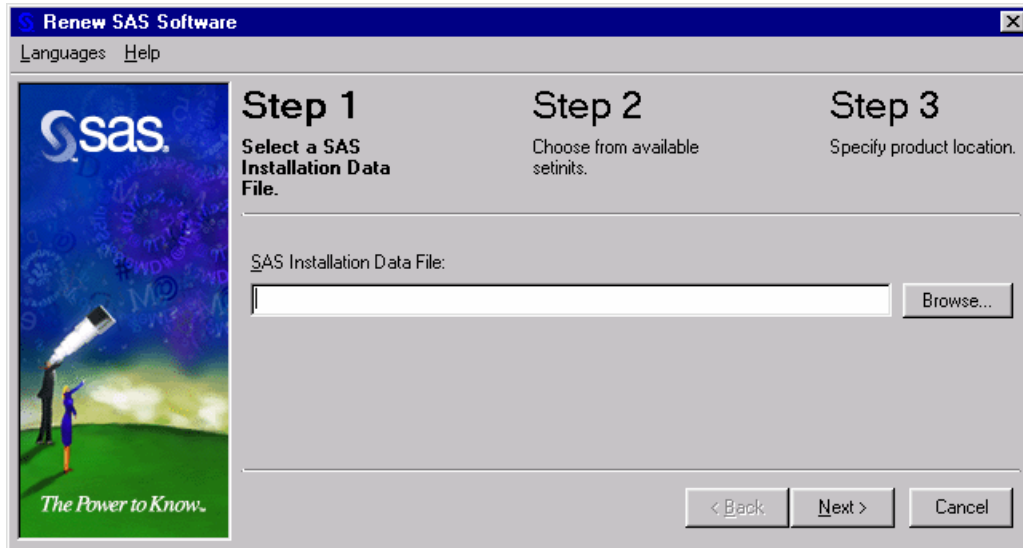 Renew SAS Software
Languages Help
sas.
The Power to Know.
Step 1
Select a SAS
Installation Data
File.
Step 2
Choose from available
setinits.
Step 3
Specify product location.
SAS Installation Data File:
Browse...
< Back
Next >
Cancel